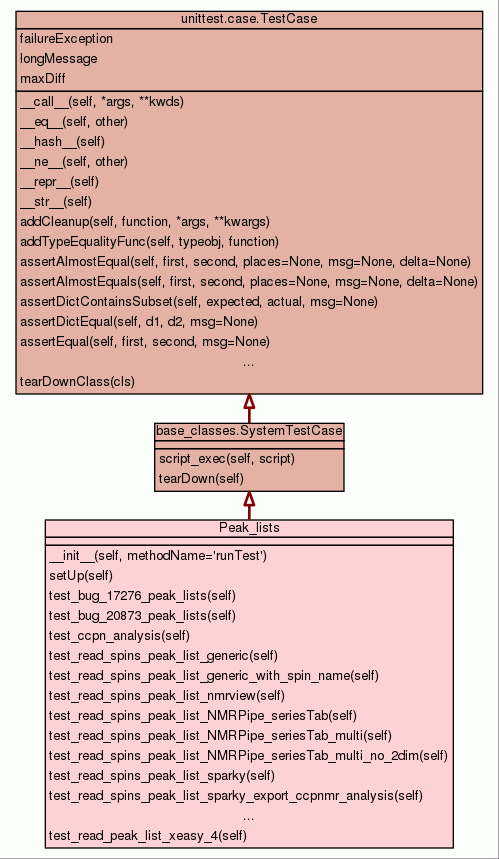 unittest.case.TestCase
failureException
longMessage
maxDiff
__call__(self, *args, **kwds)
__eq__(self, other)
__hash__(self)
__ne__(self, other)
__repr__(self)
__str__(self)
addCleanup(self, function, *args, **kwargs)
addTypeEqualityFunc(self, typeobj, function)
assertAlmostEqual(self, first, second, places=None, msg=None, delta=None)
assertAlmostEquals(self, first, second, places=None, msg=None, delta=None)
assertDictContainsSubset(self, expected, actual, msg=None)
assertDictEqual(self, d1, d2, msg=None)
assertEqual(self, first, second, msg=None)
...
tearDownClass(cls)
base_classes.SystemTestCase
script_exec(self, script)
tearDown(self)
Peak_lists
__init__(self, methodName='runTest')
setUp(self)
test_bug_17276_peak_lists(self)
test_bug_20873_peak_lists(self)
test_ccpn_analysis(self)
test_read_spins_peak_list_generic(self)
test_read_spins_peak_list_generic_with_spin_name(self)
test_read_spins_peak_list_nmrview(self)
test_read_spins_peak_list_NMRPipe_seriesTab(self)
test_read_spins_peak_list_NMRPipe_seriesTab_multi(self)
test_read_spins_peak_list_NMRPipe_seriesTab_multi_no_2dim(self)
test_read_spins_peak_list_sparky(self)
test_read_spins_peak_list_sparky_export_ccpnmr_analysis(self)
...
test_read_peak_list_xeasy_4(self)